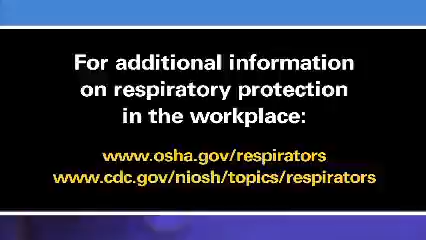 For additional information
on respiratory protection
in the workplace:
www.osha.gov/respirators
www.cdc.gov/niosh/topics/respirators